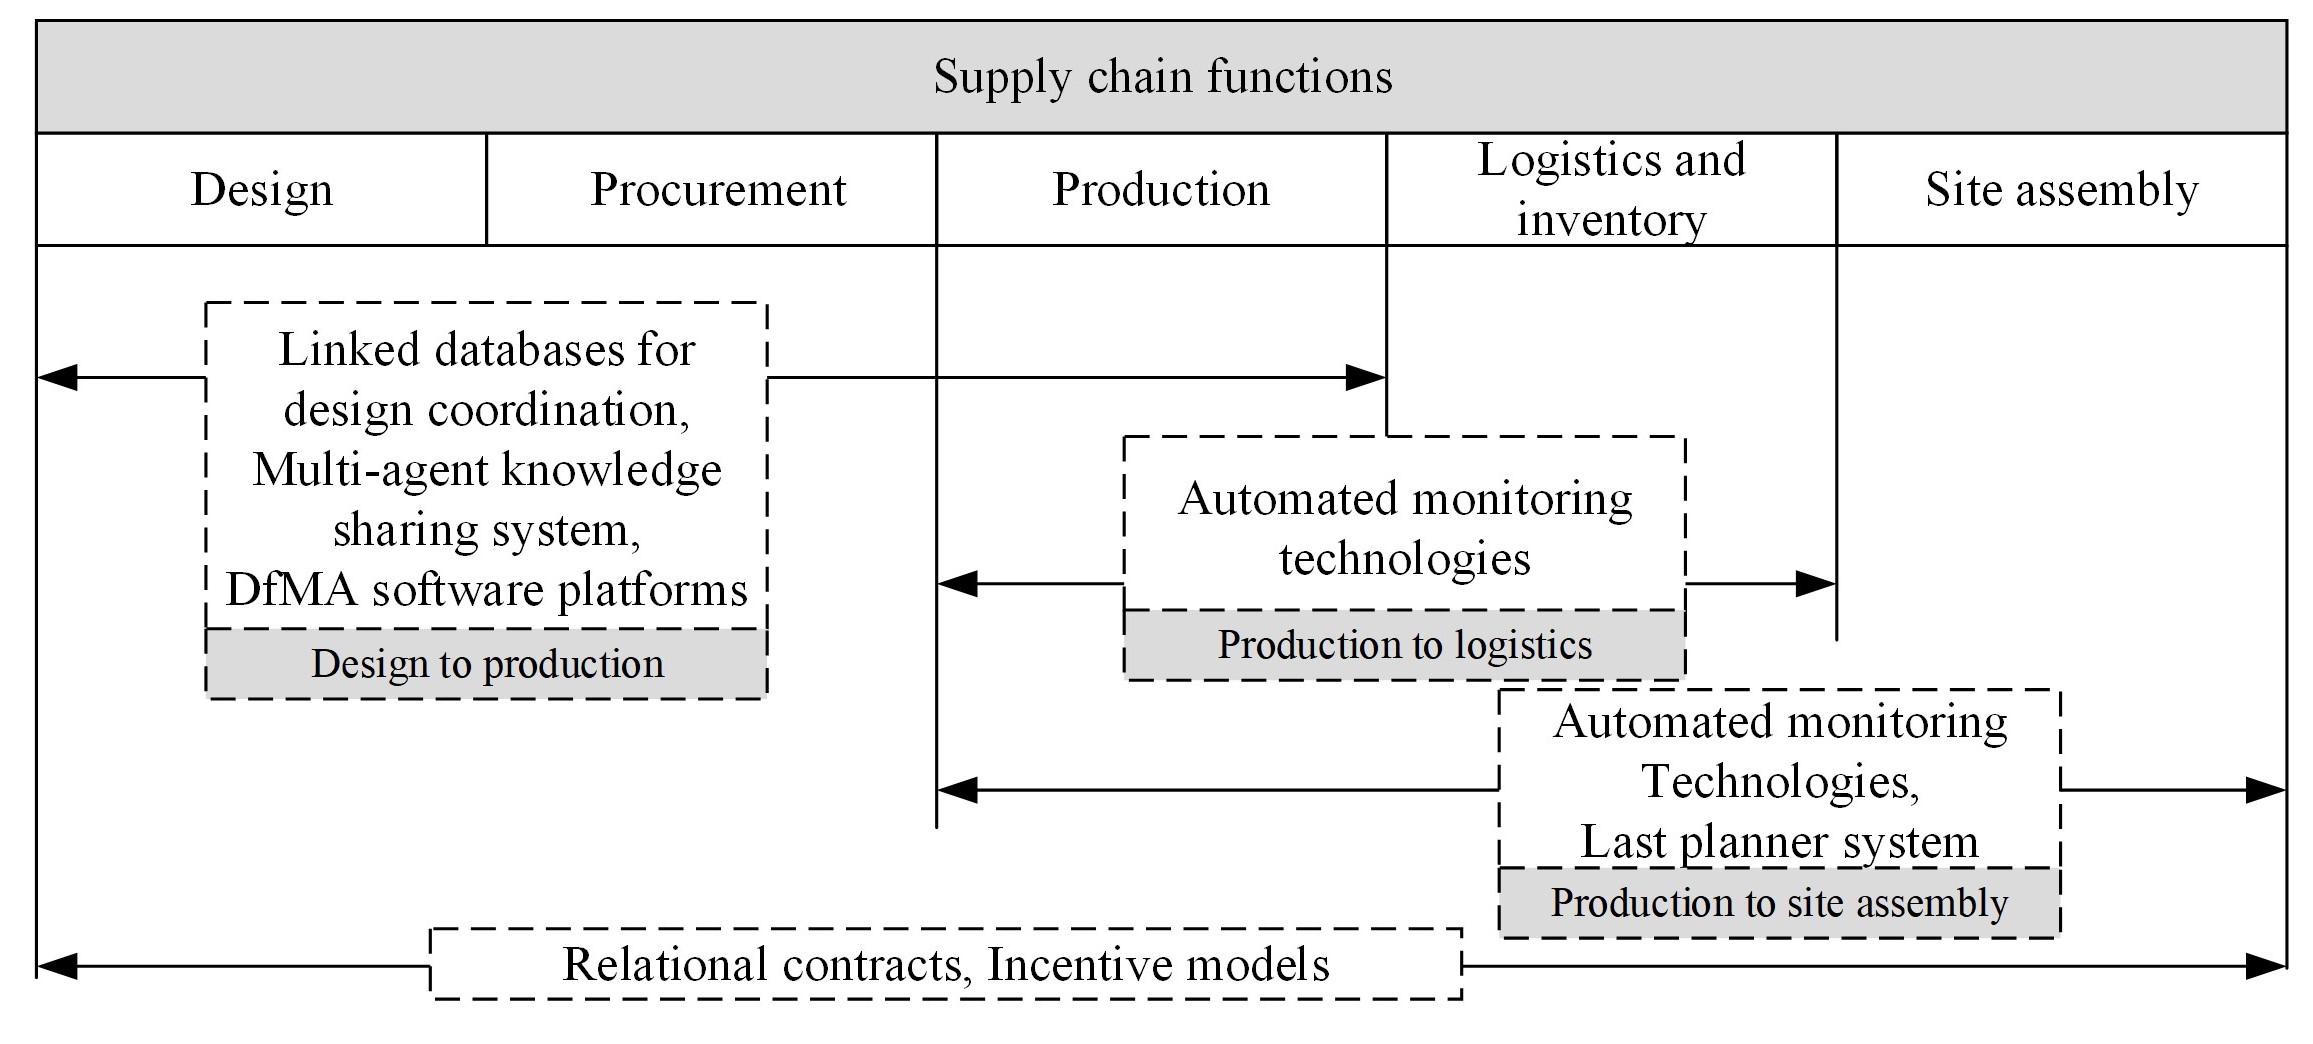 Supply chain functions
Design
Procurement
Production
Logistics and
inventory
Site assembly
Linked databases for
design coordination,
Multi-agent knowledge
sharing system,
DfMA software platforms
Design to production
Automated monitoring
technologies
Production to logistics
Automated monitoring
Technologies,
Last planner system
Production to site assembly
Relational contracts, Incentive models